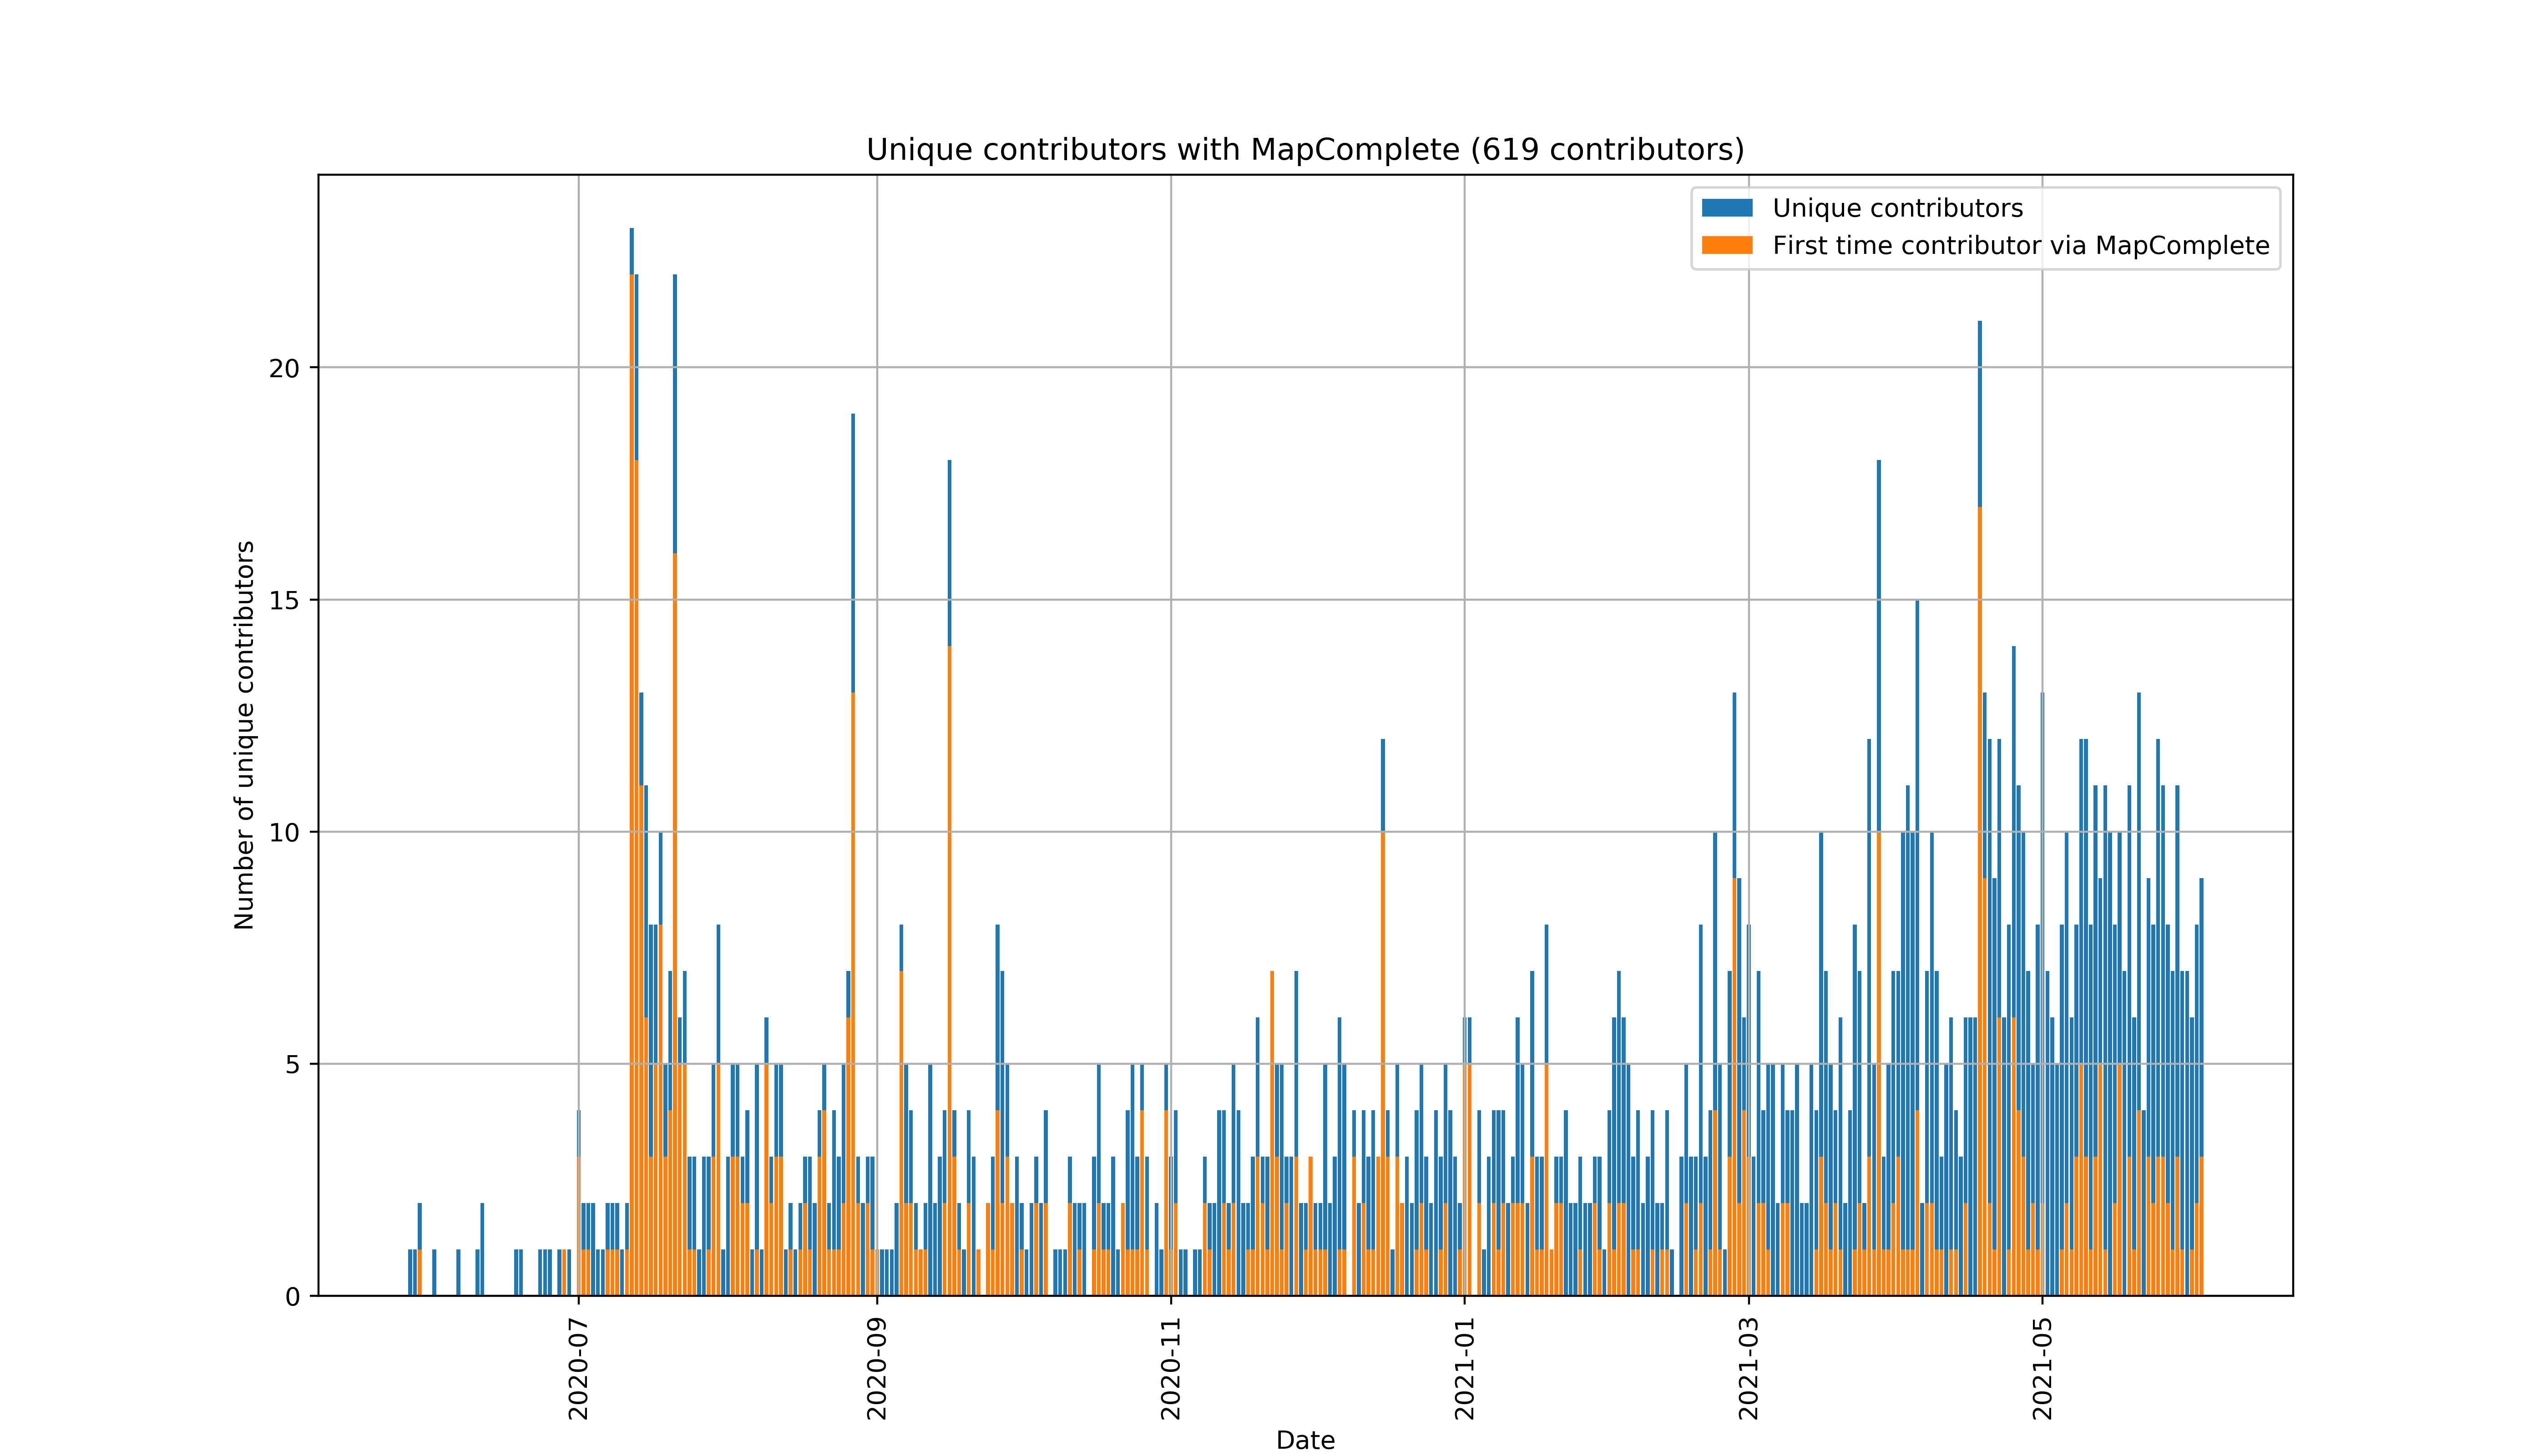 Unique contributors with MapComplete (619 contributors)
Unique contributors
First time contributor via MapComplete
Number of unique contributors
20
15
10
5
0
2020-07
2020-09
2020-11
2021-01
2021-03
2021-05
Date